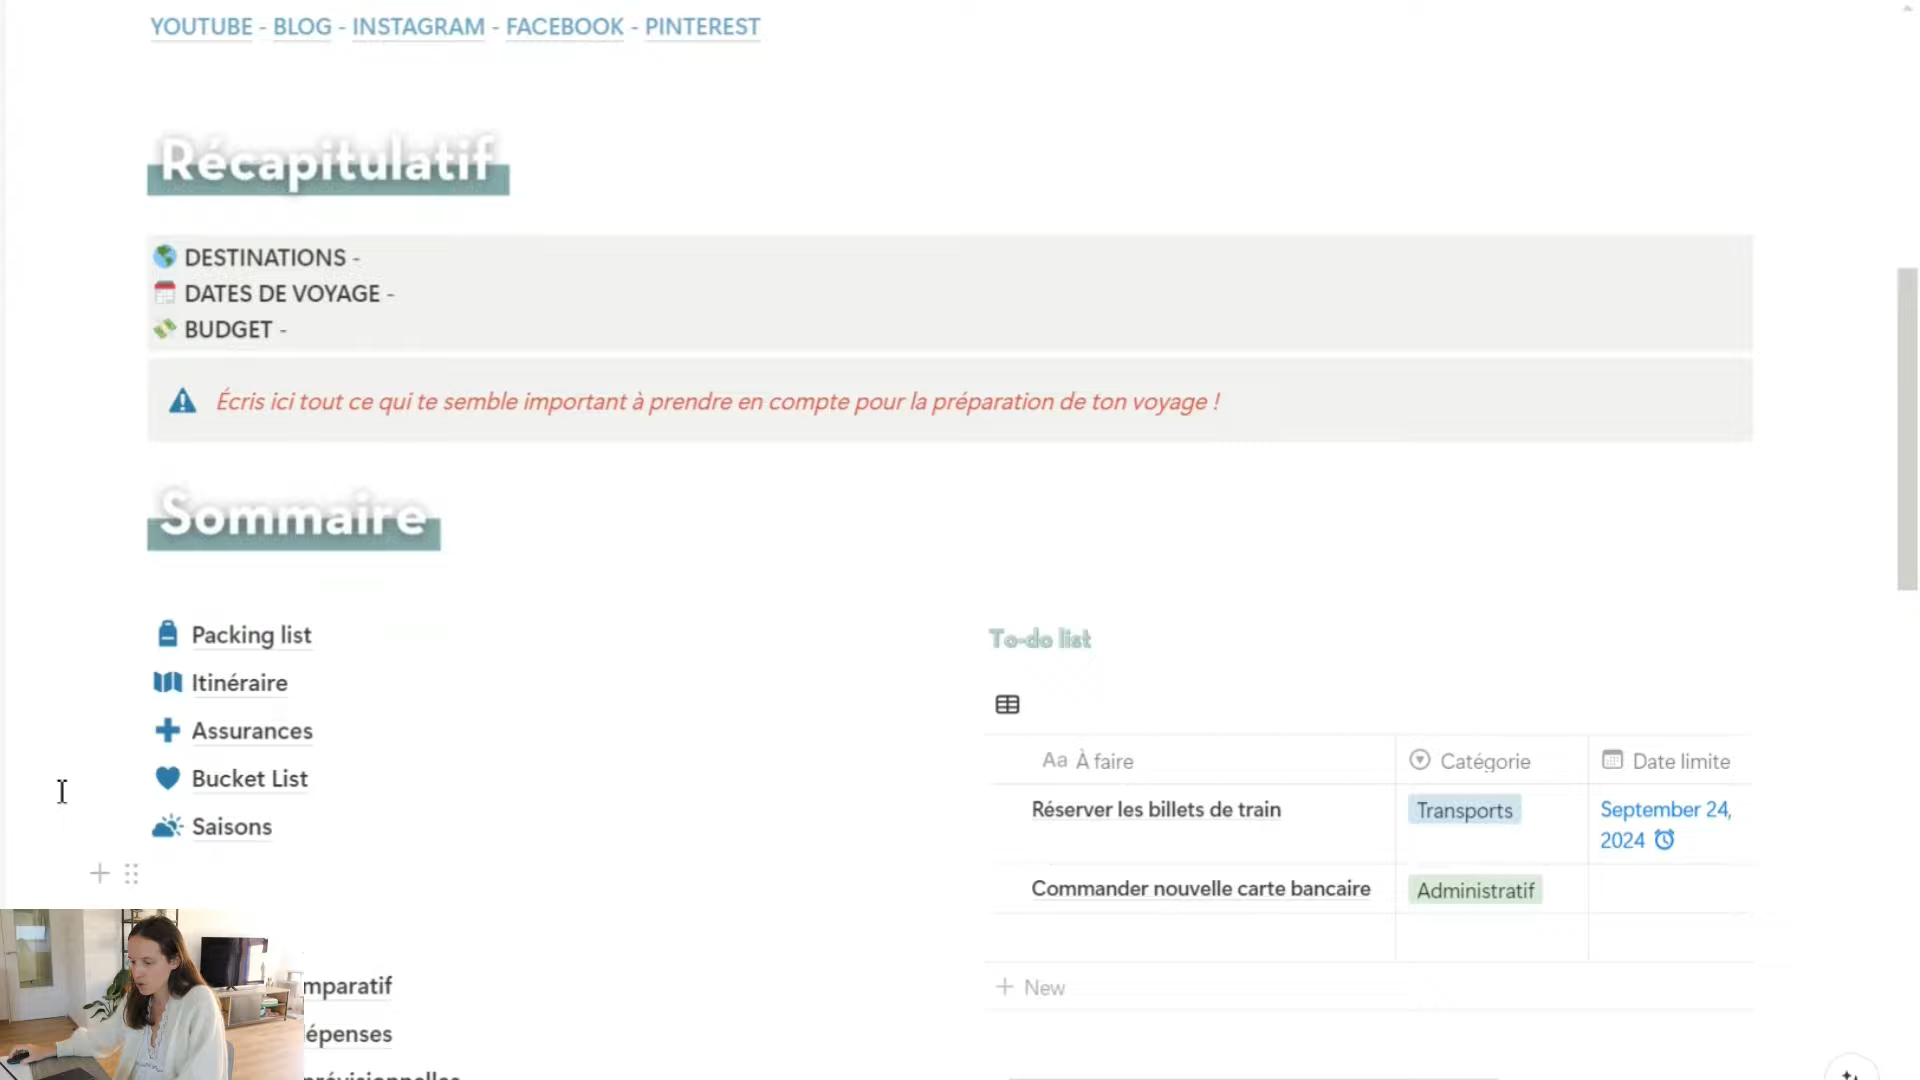 YOUTUBE - BLOG - INSTAGRAM - FACEBOOK - PINTEREST
Récapitulatif
DESTINATIONS -
DATES DE VOYAGE -
BUDGET -
Écris ici tout ce qui te semble important à prendre en compte pour la préparation de ton voyage !
Sommaire
Packing list
Itinéraire
Assurances
Bucket List
Saisons
mparatif
épenses
To-do list
Aa À faire
Catégorie
Date limite
Réserver les billets de train
Transports
September 24,
2024
Commander nouvelle carte bancaire
Administratif
+ New